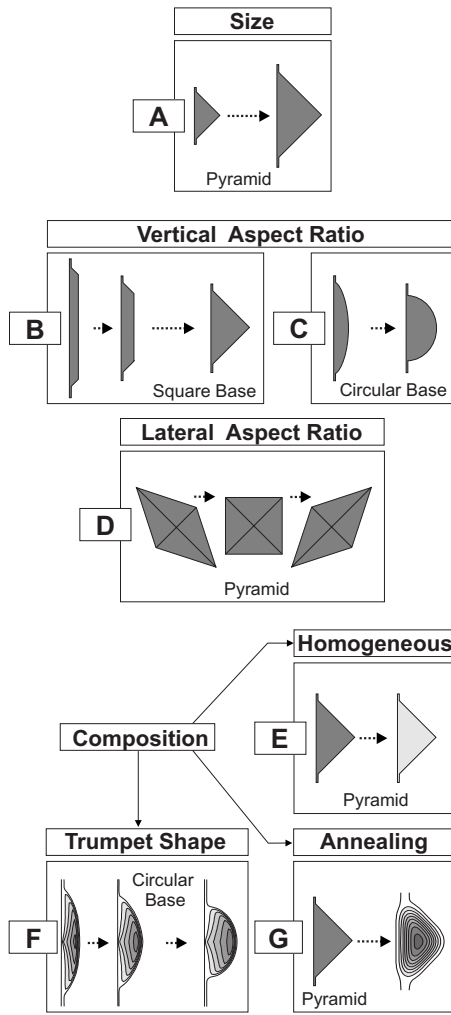 Size
A
Pyramid
Vertical Aspect Ratio
B
Square Base
C
Circular Base
Lateral Aspect Ratio
D
Pyramid
Homogeneous
Composition
E
Pyramid
Trumpet Shape
Annealing
Circular
Base
F
G
Pyramid